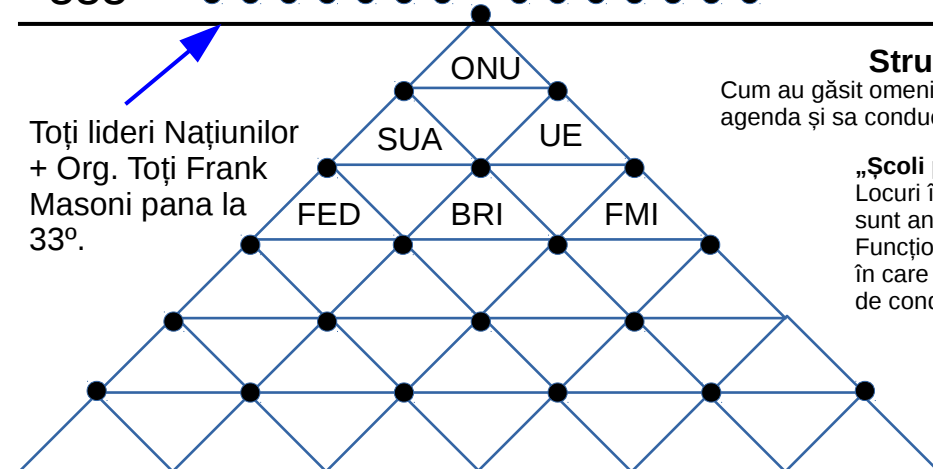 ONU
Stru
Cum au găsit omeni
agenda și sa conduc
SUA
UE
Toți lideri Națiunilor
+ Org. Toți Frank
Masoni pana la
33º.
„Școli
Locuri î
sunt an
Funcțio
în care
de cond
FED
BRI
FMI